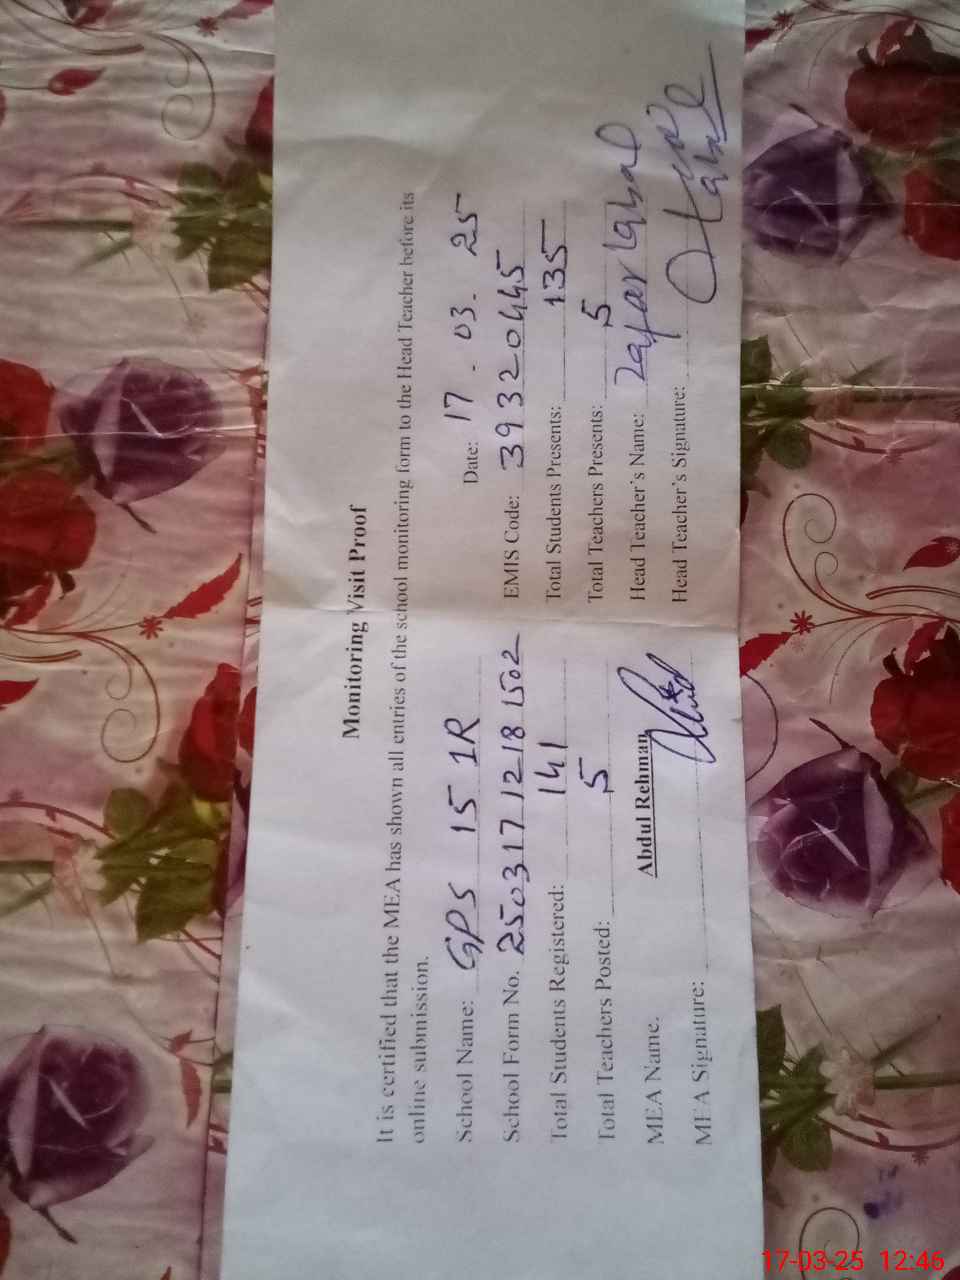 Monitoring Visit Proof
It is certified that the MEA has shown all entries of the school monitoring form to the Head Teacher before its
online submission.
School Name: GPS 15 1R Date: 17.03.25
School Form No. 25031712181502 EMIS Code: 39320445
Total Students Registered: 141 Total Students Presents: 135
Total Teachers Posted: 5 Total Teachers Presents: 5
MEA Name. Abdul Rehman Head Teacher's Name: Zafar Iqbal
MEA Signature: Head Teacher's Signature:
17-03-25 12:46